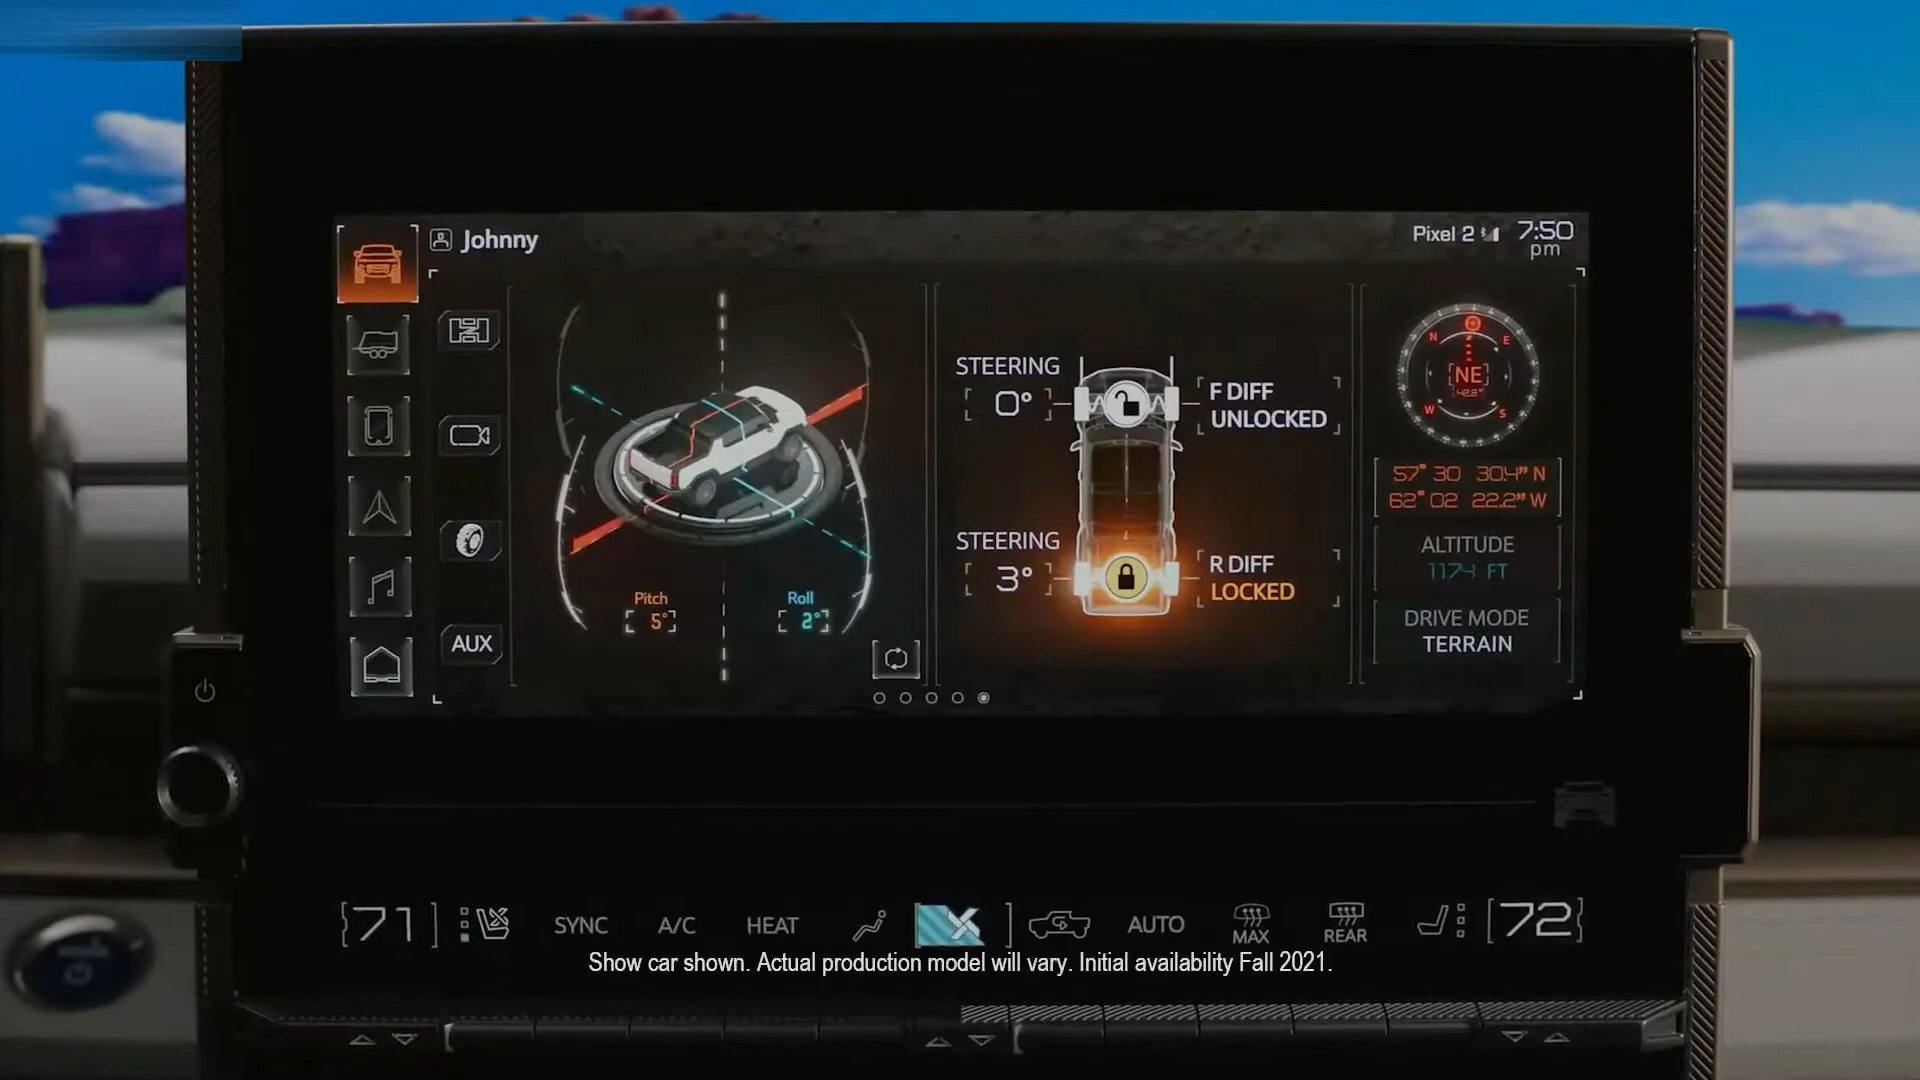 Johnny
Pixel 2
7:50
pm
STEERING
0°
F DIFF
UNLOCKED
STEERING
3°
R DIFF
LOCKED
Pitch
5°
Roll
2°
AUX
N
E
NE
W
S
57° 30 30.4" N
62° 02 22.2" W
ALTITUDE
1174 FT
DRIVE MODE
TERRAIN
71
SYNC
A/C
HEAT
AUTO
MAX
REAR
72
Show car shown. Actual production model will vary. Initial availability Fall 2021.